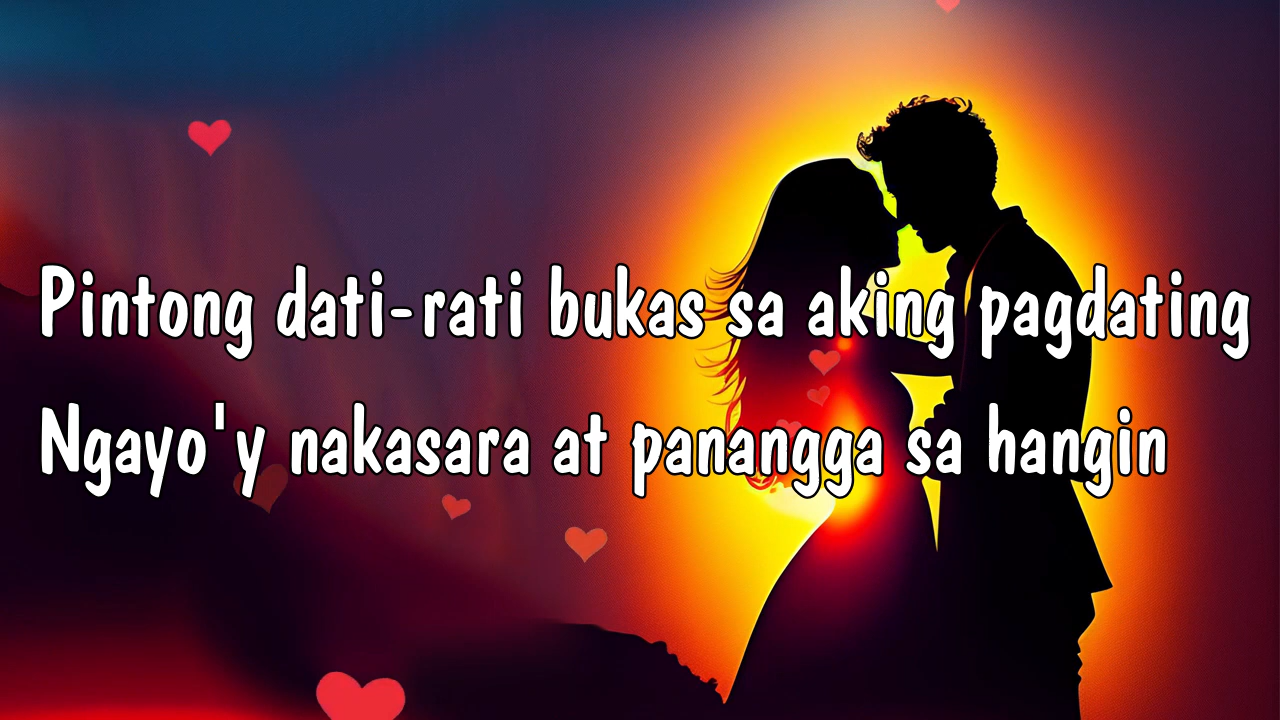 Pintong dati-rati bukas sa aking pagdating
Ngayo'y nakasara at panangga sa hangin